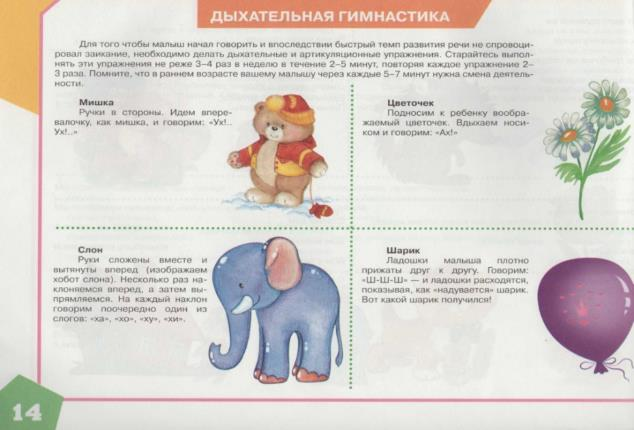 ДЫХАТЕЛЬНАЯ ГИМНАСТИКА
Для того чтобы малыш начал говорить и впоследствии быстрый темп развития речи не спровоци-
ровал заикание, необходимо делать дыхательные и артикуляционные упражнения. Старайтесь выпол-
нять эти упражнения не реже 3–4 раз в неделю в течение 2–5 минут, повторяя каждое упражнение 2–
3 раза. Помните, что в раннем возрасте вашему малышу через каждые 5–7 минут нужна смена деятель-
ности.
Мишка
Ручки в стороны. Идем впере-
валочку, как мишка, и говорим: «Ух!..
Ух!..»
Цветочек
Подносим к ребенку вообра-
жаемый цветочек. Вдыхаем носи-
ком и говорим: «Ах!»
Слон
Руки сложены вместе и
вытянуты вперед (изображаем
хобот слона). Несколько раз на-
клоняемся вперед, а затем вы-
прямляемся. На каждый наклон
говорим поочередно один из
слогов: «ха», «хо», «ху», «хи».
Шарик
Ладошки малыша плотно
прижаты друг к другу. Говорим:
«Ш-Ш-Ш» — и ладошки расходятся,
показывая, как «надувается» шарик.
Вот какой шарик получился!
14